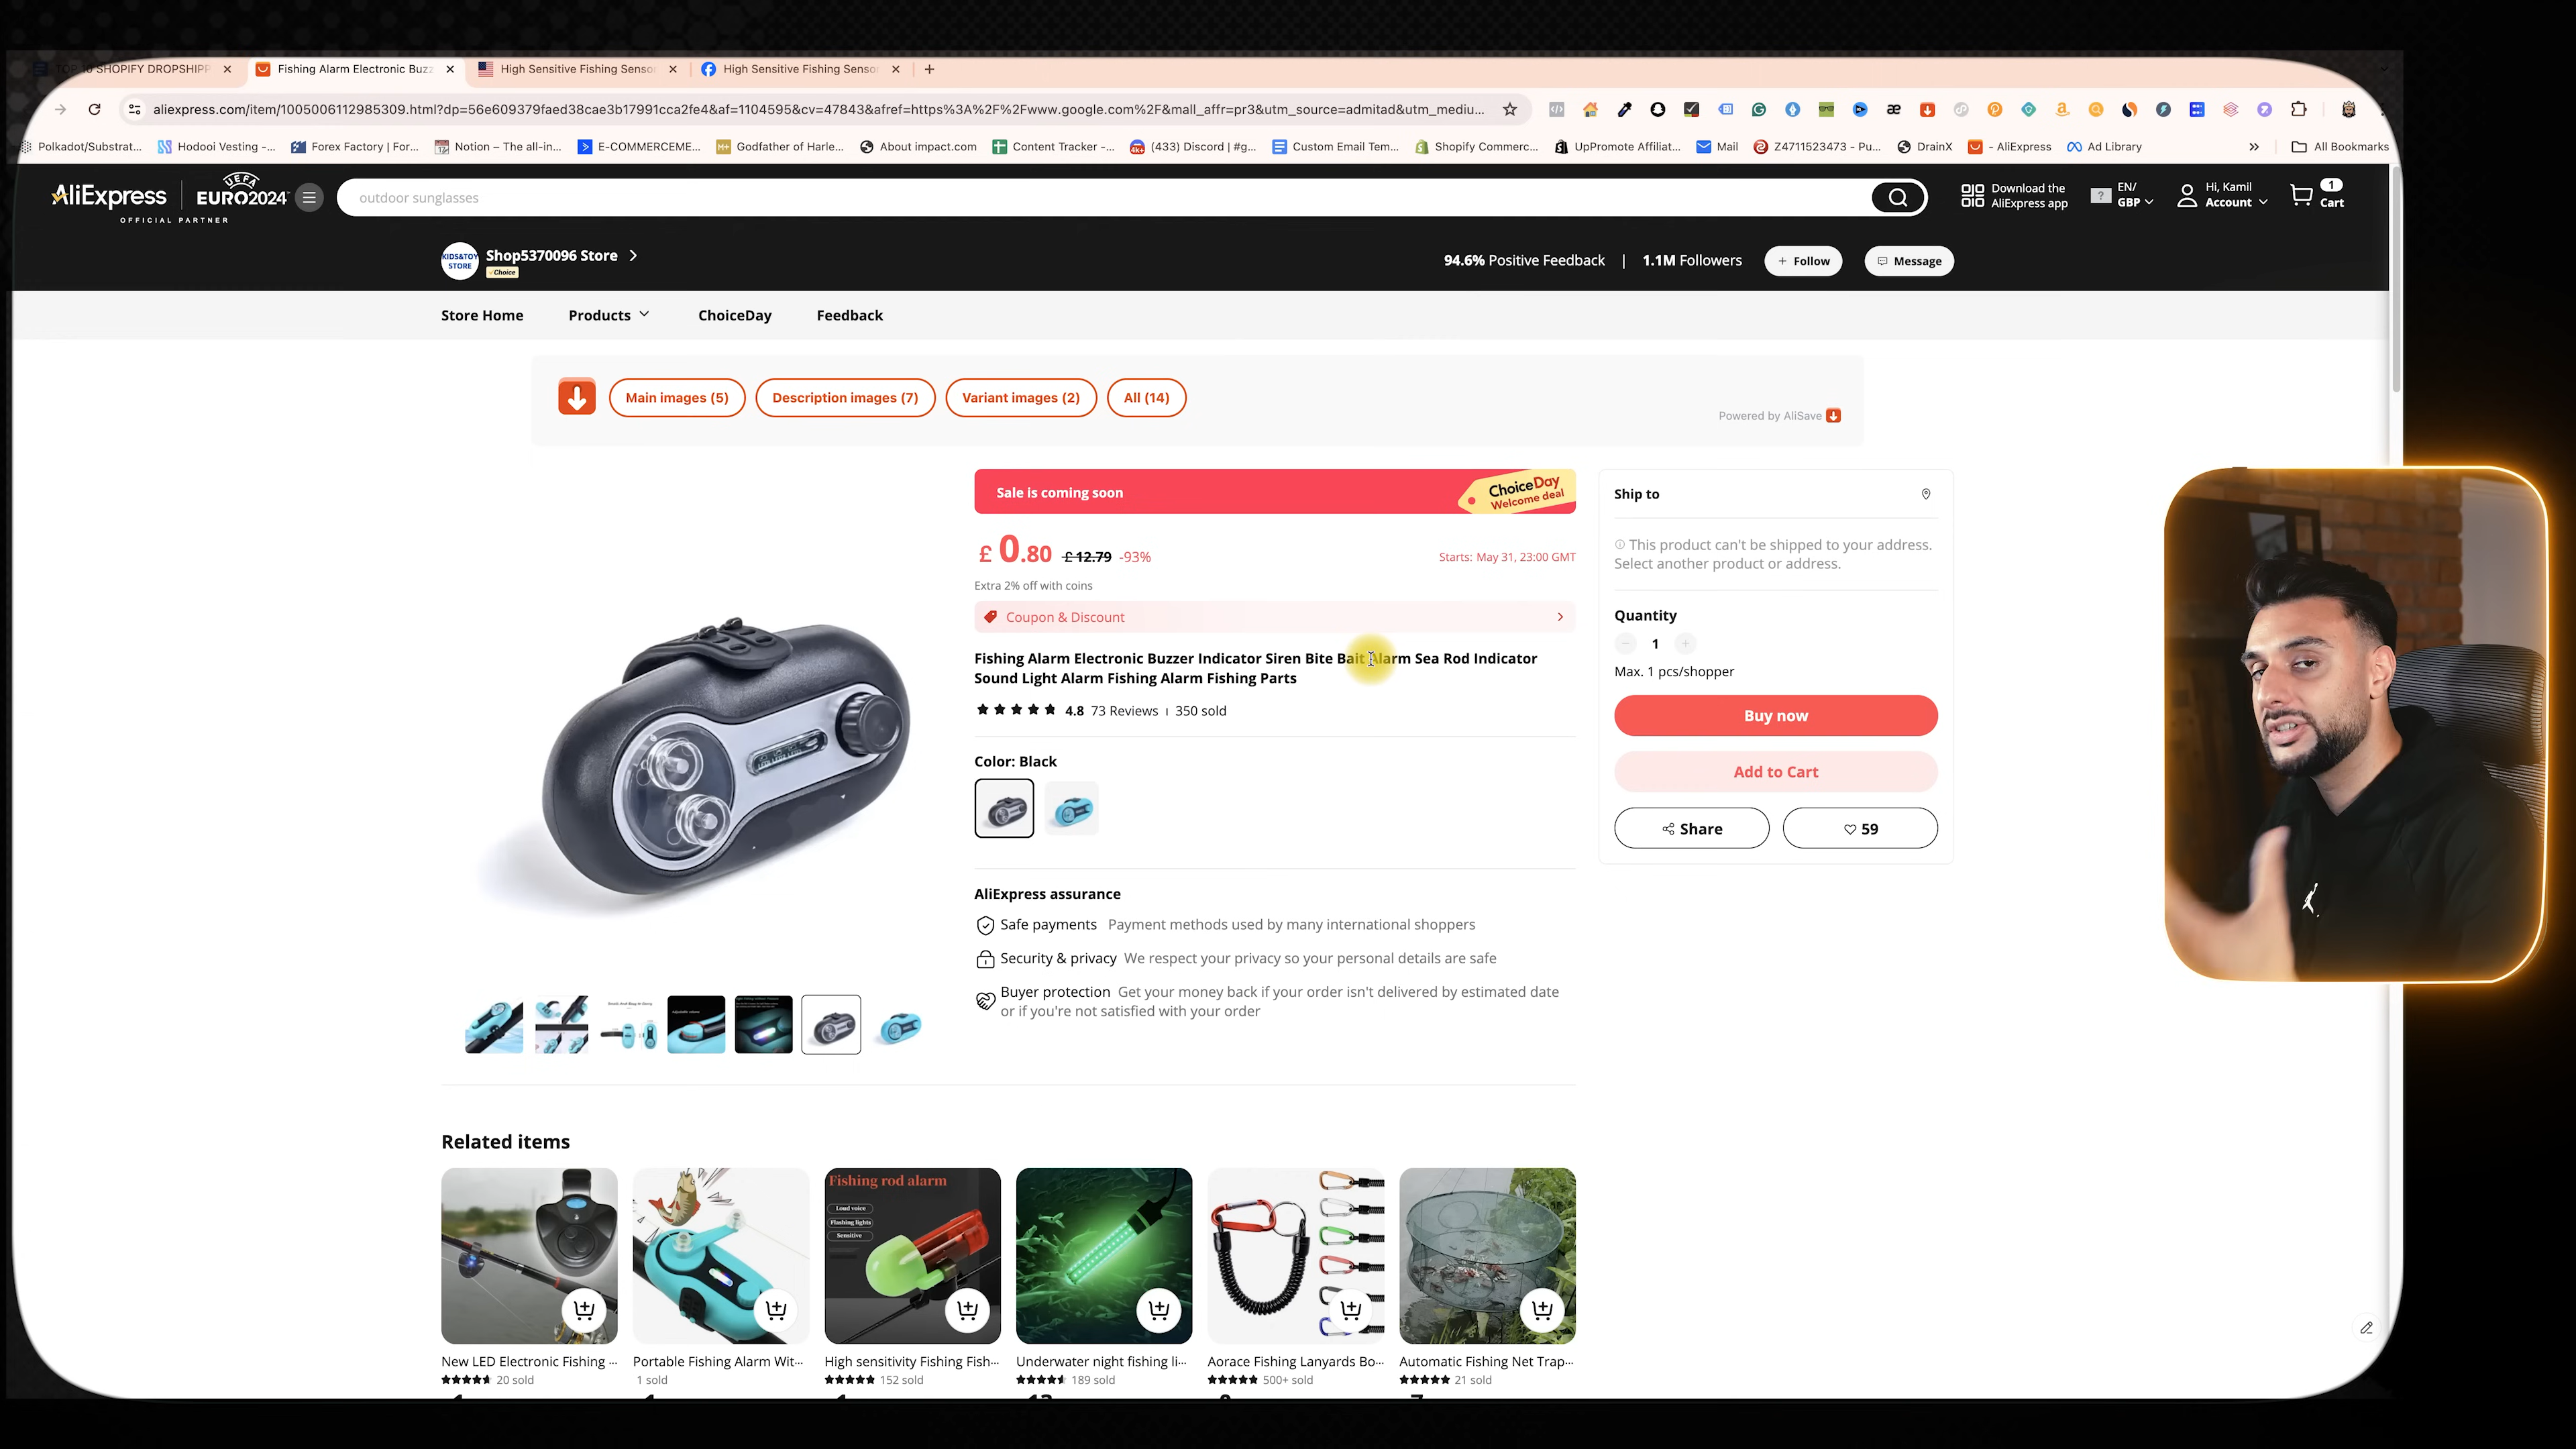 TOP 10 SHOPIFY DROPSHIPP
Fishing Alarm Electronic Buzz
High Sensitive Fishing Senso
High Sensitive Fishing Senso
aliexpress.com/item/1005006112985309.html?dp=56e609379faed38cae3b17991cca2fe4&af=1104595&cv=47843&afref=https%3A%2F%2Fwww.google.com%2F&mall_affr=pr3&utm_source=admitad&utm_mediu...
Polkadot/Substrat...
Hodooi Vesting -...
Forex Factory | For...
Notion – The all-in...
E-COMMERCEME...
Godfather of Harle...
About impact.com
Content Tracker -...
(433) Discord | #g...
Custom Email Tem...
Shopify Commerc...
UpPromote Affiliat...
Mail
Z4711523473 - Pu...
DrainX
- AliExpress
Ad Library
All Bookmarks
AliExpress
UEFA
EURO2024
OFFICIAL PARTNER
outdoor sunglasses
Download the
AliExpress app
EN/
GBP
Hi, Kamil
Account
1
Cart
KIDS&TOY
STORE
Shop5370096 Store
Choice
94.6% Positive Feedback | 1.1M Followers
+ Follow
Message
Store Home
Products
ChoiceDay
Feedback
Main images (5)
Description images (7)
Variant images (2)
All (14)
Powered by AliSave
Sale is coming soon
ChoiceDay
Welcome deal
£ 0.80 £ 12.79 -93%
Starts: May 31, 23:00 GMT
Extra 2% off with coins
Coupon & Discount
Fishing Alarm Electronic Buzzer Indicator Siren Bite Bait Alarm Sea Rod Indicator
Sound Light Alarm Fishing Alarm Fishing Parts
4.8 73 Reviews 350 sold
Color: Black
AliExpress assurance
Safe payments Payment methods used by many international shoppers
Security & privacy We respect your privacy so your personal details are safe
Buyer protection Get your money back if your order isn't delivered by estimated date
or if you're not satisfied with your order
Ship to
This product can't be shipped to your address.
Select another product or address.
Quantity
1
Max. 1 pcs/shopper
Buy now
Add to Cart
Share
59
Related items
Fishing rod alarm
Loud voice
Flashing lights
Sensitive
New LED Electronic Fishing ...
20 sold
Portable Fishing Alarm Wit...
1 sold
High sensitivity Fishing Fish...
152 sold
Underwater night fishing li...
189 sold
Aorace Fishing Lanyards Bo...
500+ sold
Automatic Fishing Net Trap...
21 sold